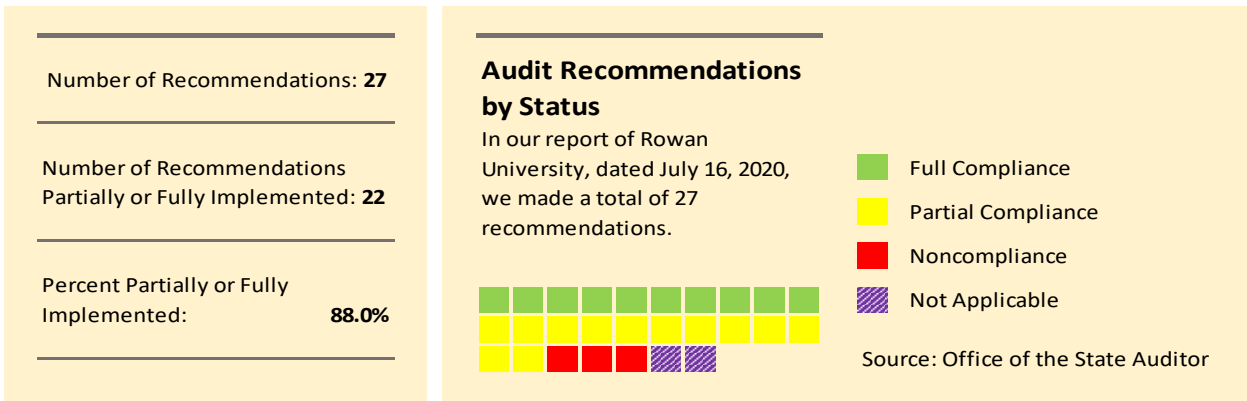 Number of Recommendations: 27
Number of Recommendations
Partially or Fully Implemented: 22
Percent Partially or Fully
Implemented: 88.0%
Audit Recommendations
by Status
In our report of Rowan
University, dated July 16, 2020,
we made a total of 27
recommendations.
Full Compliance
Partial Compliance
Noncompliance
Not Applicable
Source: Office of the State Auditor